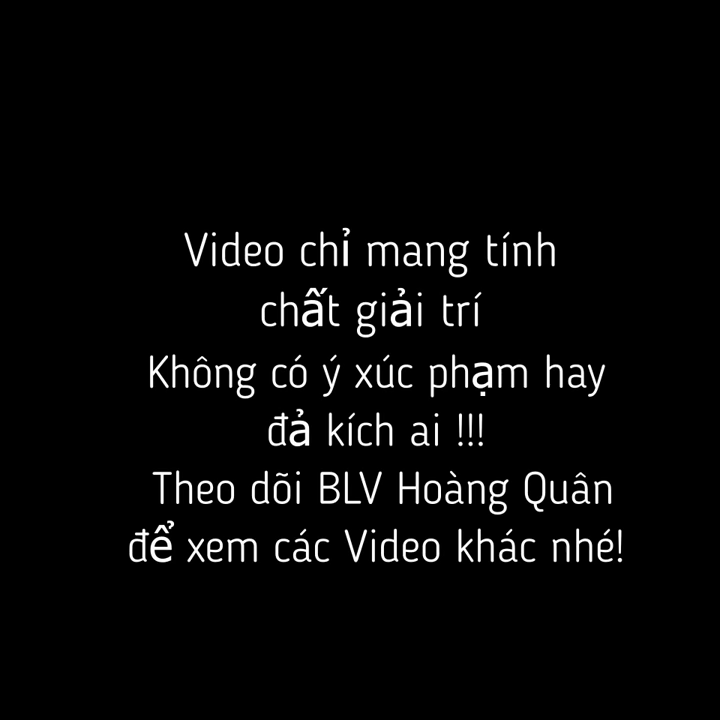 Video chỉ mang tính
chất giải trí
Không có ý xúc phạm hay
đả kích ai !!!
Theo dõi BLV Hoàng Quân
để xem các Video khác nhé!